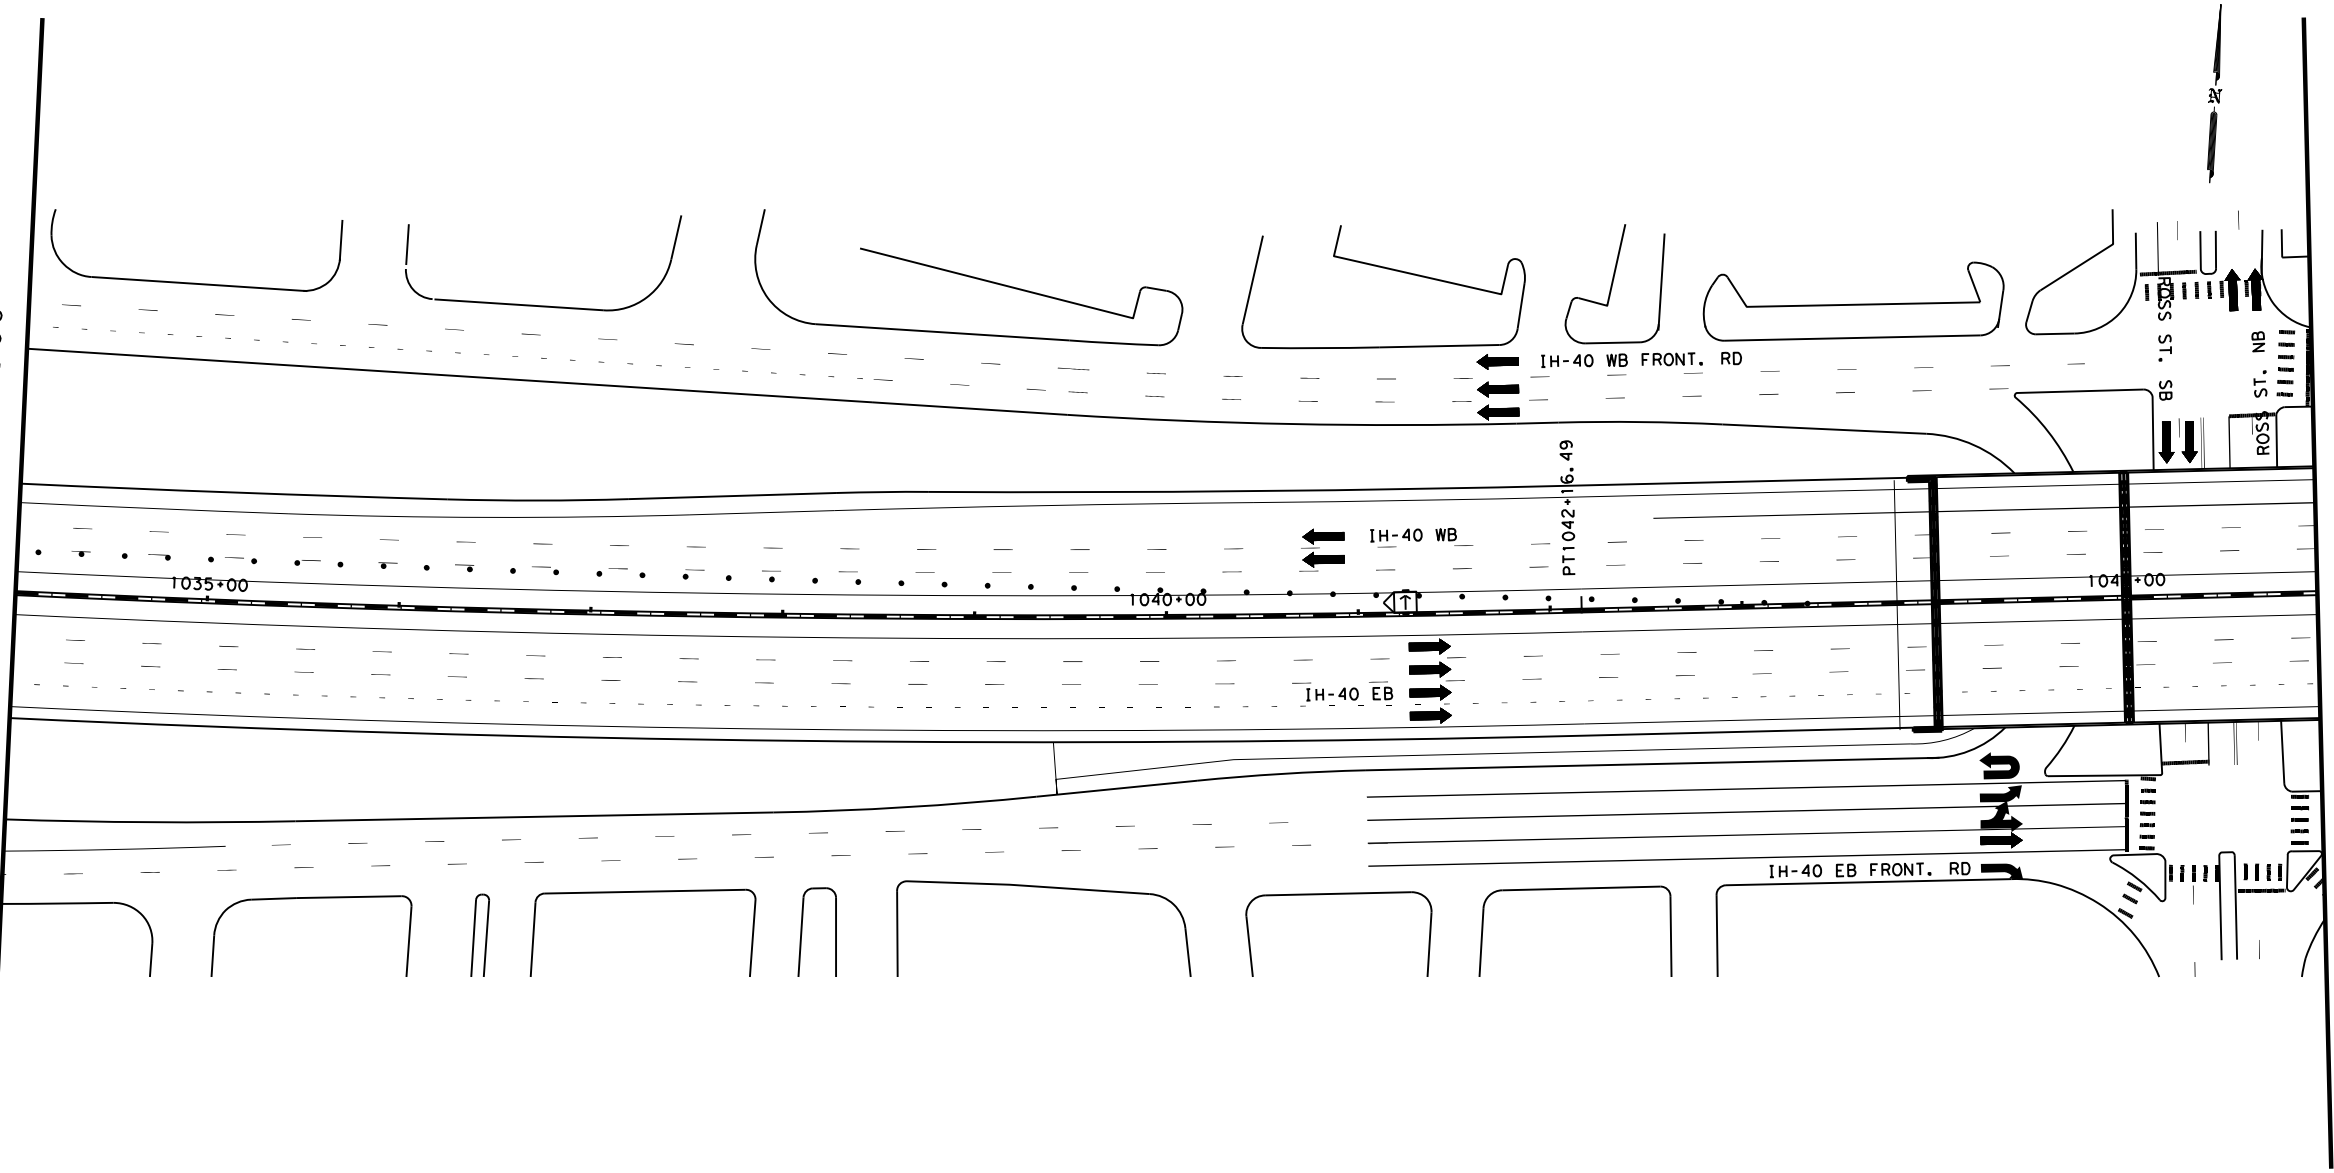 N
ROSS ST. SB
ROSS ST. NB
IH-40 WB FRONT. RD
PT1042+16.49
IH-40 WB
1035+00
1040+00
+00
IH-40 EB
IH-40 EB FRONT. RD